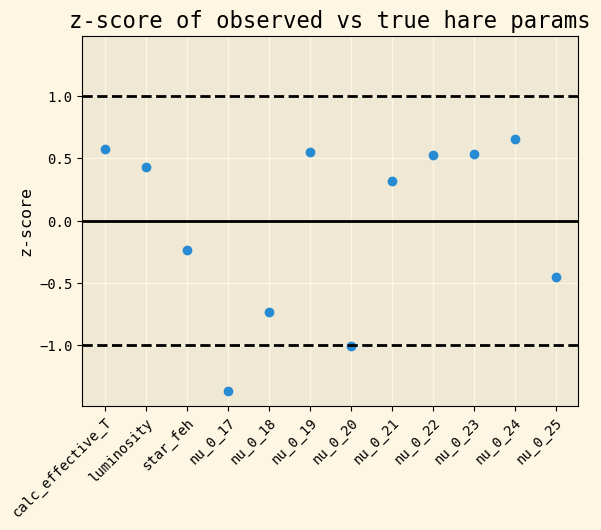 z-score of observed vs true hare params
z-score
1.0
0.5
0.0
−0.5
−1.0
calc_effective_T
luminosity
star_feh
nu_0_17
nu_0_18
nu_0_19
nu_0_20
nu_0_21
nu_0_22
nu_0_23
nu_0_24
nu_0_25